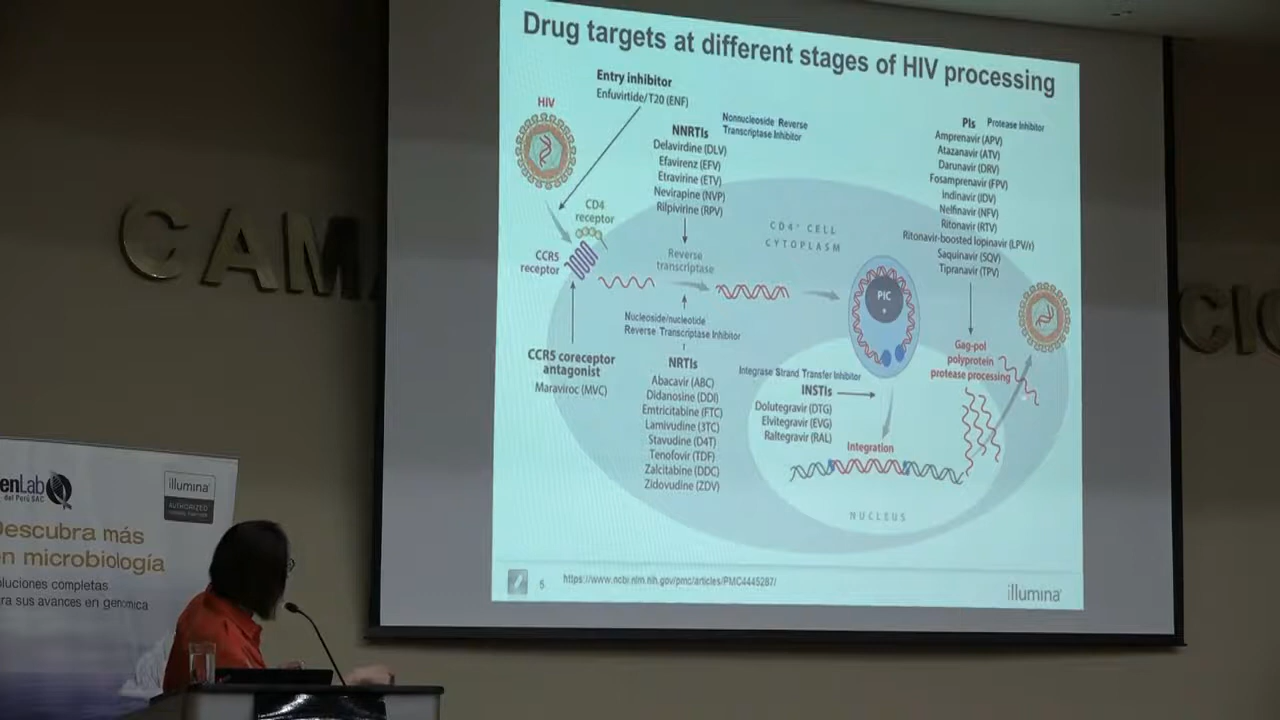 Drug targets at different stages of HIV processing
Entry inhibitor
Enfuvirtide/T20 (ENF)
HIV
NNRTIs
Nonnucleoside Reverse
Transcriptase Inhibitor
Delavirdine (DLV)
Efavirenz (EFV)
Etravirine (ETV)
Nevirapine (NVP)
Rilpivirine (RPV)
PIs
Protease Inhibitor
Amprenavir (APV)
Atazanavir (ATV)
Darunavir (DRV)
Fosamprenavir (FPV)
Indinavir (IDV)
Nelfinavir (NFV)
Ritonavir (RTV)
Ritonavir-boosted lopinavir (LPV/r)
Saquinavir (SQV)
Tipranavir (TPV)
CD4
receptor
CCR5
receptor
CD4+ CELL
CYTOPLASM
Reverse
transcriptase
PIC
Nucleoside/nucleotide
Reverse Transcriptase Inhibitor
NRTIs
Abacavir (ABC)
Didanosine (DDI)
Emtricitabine (FTC)
Lamivudine (3TC)
Stavudine (D4T)
Tenofovir (TDF)
Zalcitabine (DDC)
Zidovudine (ZDV)
CCR5 coreceptor
antagonist
Maraviroc (MVC)
Integrase Strand Transfer Inhibitor
INSTIs
Dolutegravir (DTG)
Elvitegravir (EVG)
Raltegravir (RAL)
Integration
Gag-pol
polyprotein
protease processing
NUCLEUS
6
https://www.ncbi.nlm.nih.gov/pmc/articles/PMC4445287/
illumina
CAMA
CIO
enLab
del Perú SAC
illumina
AUTHORIZED
Descubra más
en microbiología
oluciones completas
ra sus avances en genómica